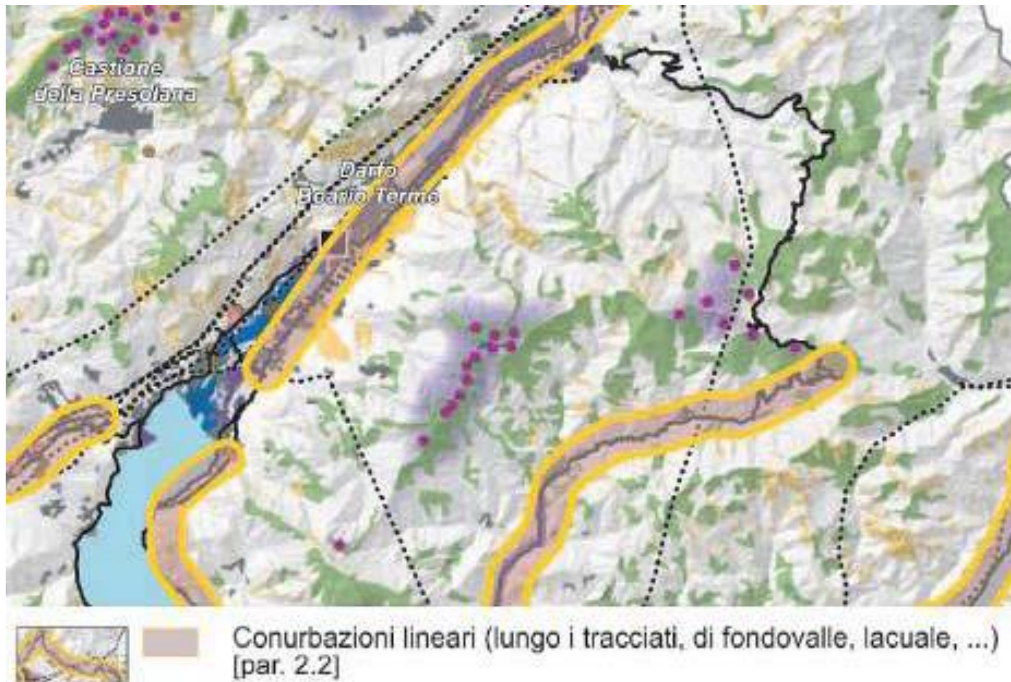 Castione
della Presolana
Darfo
Boario Terme
Conurbazioni lineari (lungo i tracciati, di fondovalle, lacuale, ...)
[par. 2.2]